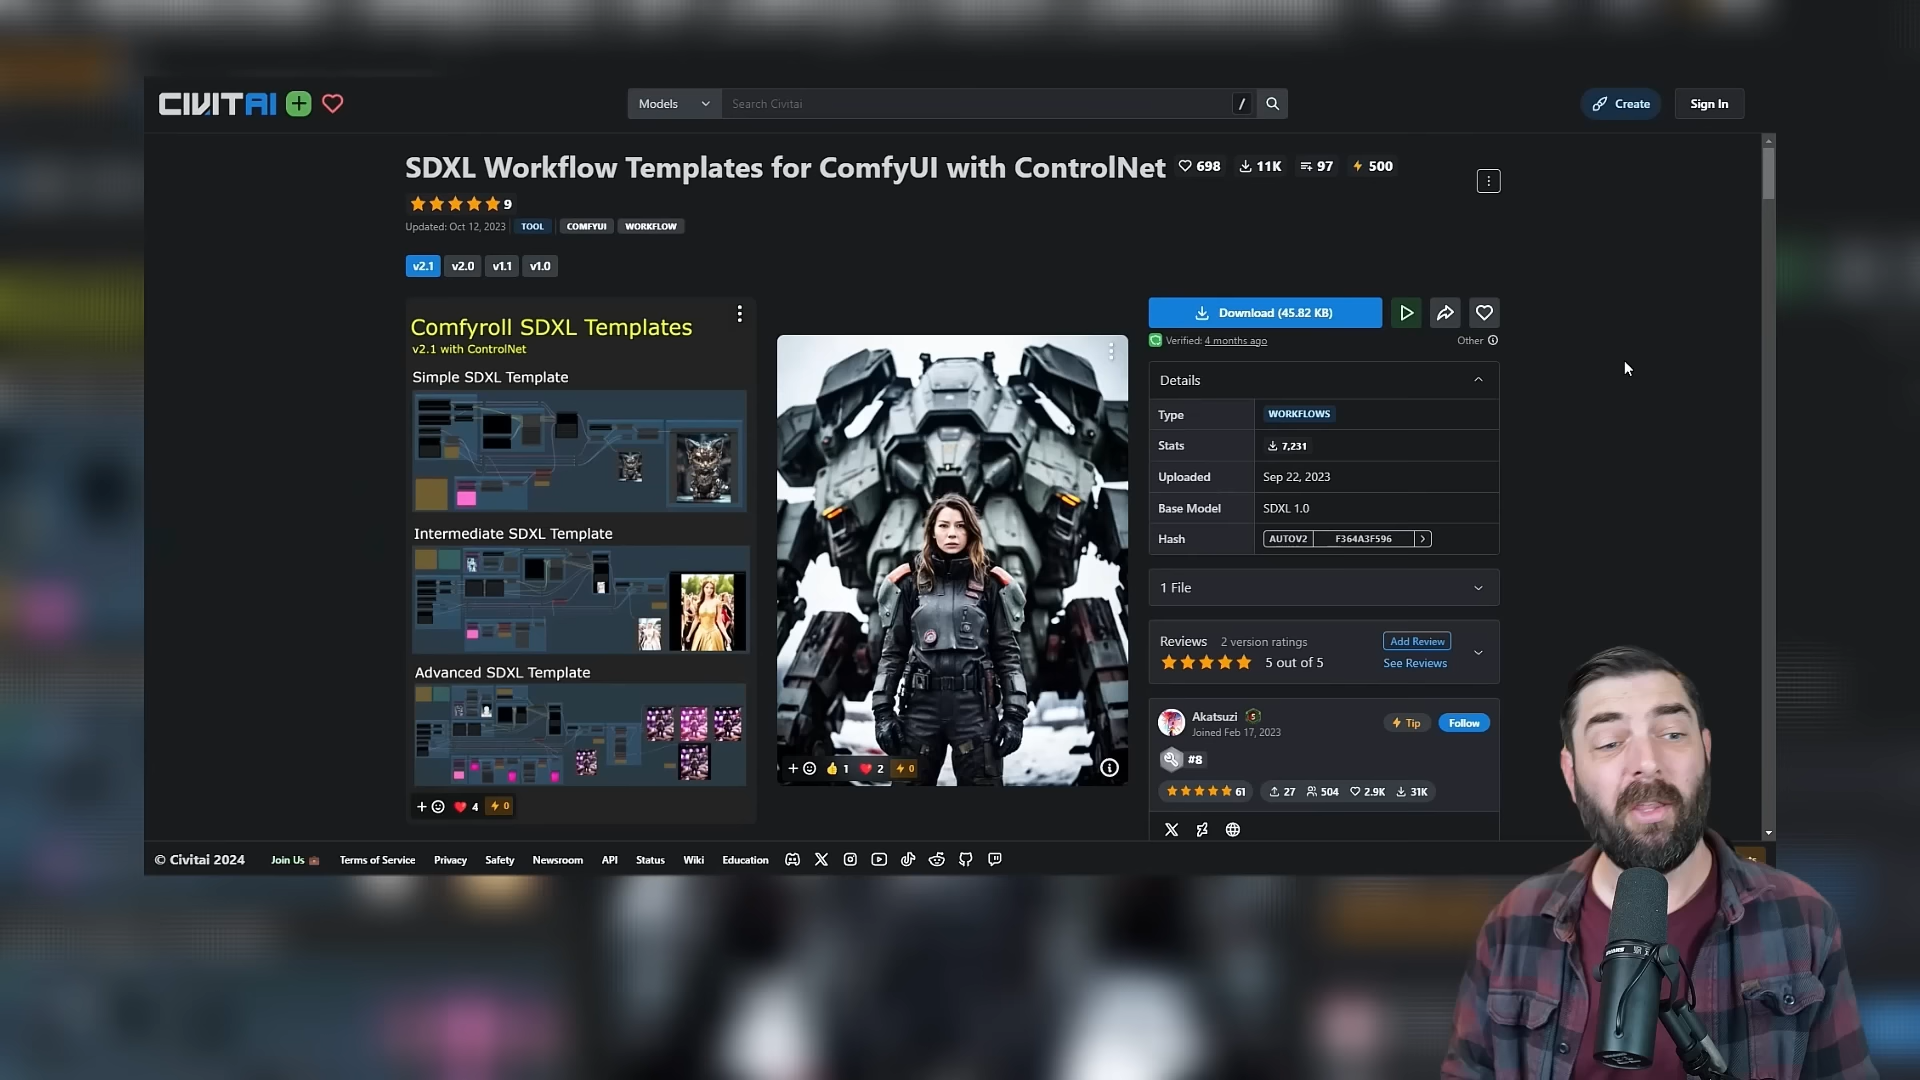 CIVITAI
Models
Search Civitai
/
Create
Sign In
SDXL Workflow Templates for ComfyUI with ControlNet 698 11K 97 500
9
Updated: Oct 12, 2023 TOOL COMFYUI WORKFLOW
v2.1 v2.0 v1.1 v1.0
Comfyroll SDXL Templates
v2.1 with ControlNet
Simple SDXL Template
Intermediate SDXL Template
Advanced SDXL Template
+ 4 0
+ 1 2 0
Download (45.82 KB)
Verified: 4 months ago
Other
Details
Type WORKFLOWS
Stats 7,231
Uploaded Sep 22, 2023
Base Model SDXL 1.0
Hash AUTOV2 F364A3F596
1 File
Reviews 2 version ratings Add Review
5 out of 5 See Reviews
Akatsuzi 5 Tip Follow
Joined Feb 17, 2023
#8
61 27 504 2.9K 31K
© Civitai 2024 Join Us Terms of Service Privacy Safety Newsroom API Status Wiki Education